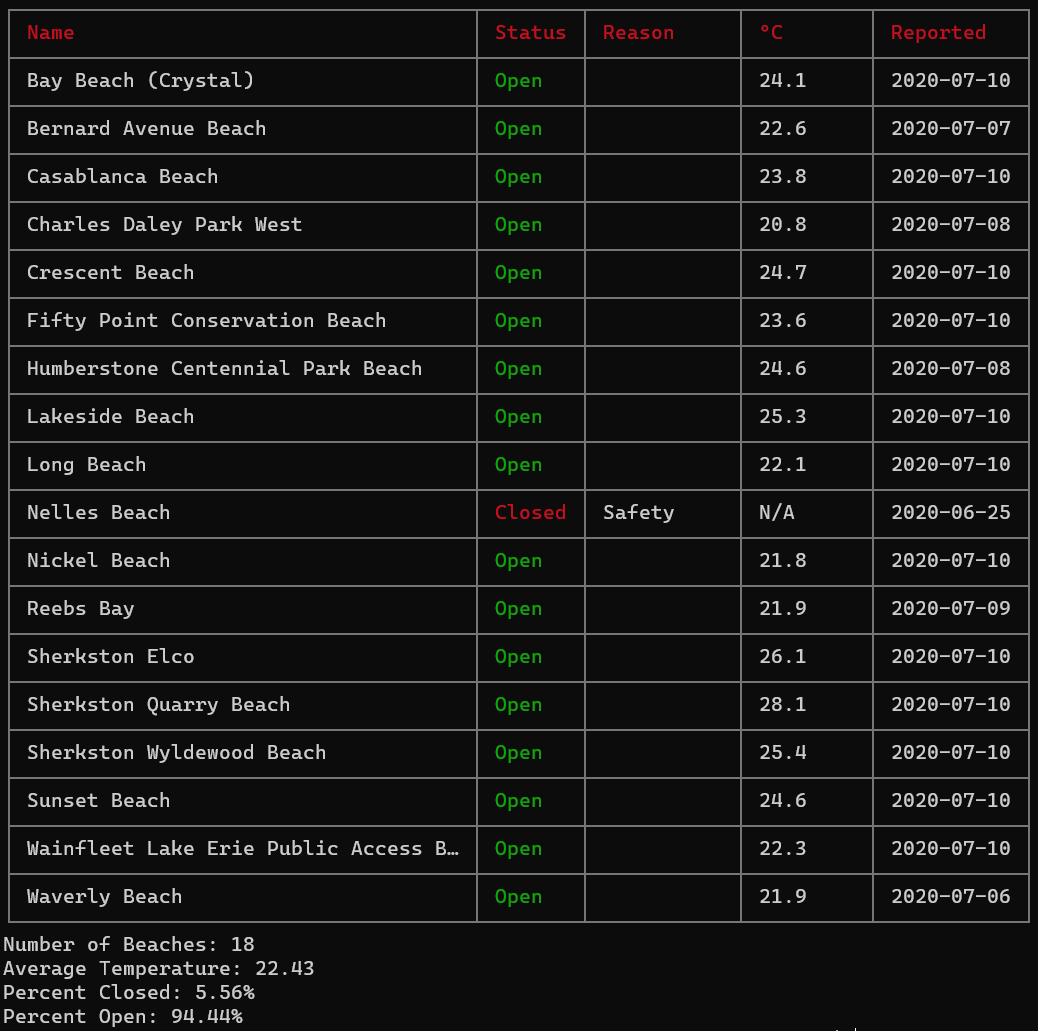 Name Status Reason °C Reported
Bay Beach (Crystal) Open 24.1 2020-07-10
Bernard Avenue Beach Open 22.6 2020-07-07
Casablanca Beach Open 23.8 2020-07-10
Charles Daley Park West Open 20.8 2020-07-08
Crescent Beach Open 24.7 2020-07-10
Fifty Point Conservation Beach Open 23.6 2020-07-10
Humberstone Centennial Park Beach Open 24.6 2020-07-08
Lakeside Beach Open 25.3 2020-07-10
Long Beach Open 22.1 2020-07-10
Nelles Beach Closed Safety N/A 2020-06-25
Nickel Beach Open 21.8 2020-07-10
Reebs Bay Open 21.9 2020-07-09
Sherkston Elco Open 26.1 2020-07-10
Sherkston Quarry Beach Open 28.1 2020-07-10
Sherkston Wyldewood Beach Open 25.4 2020-07-10
Sunset Beach Open 24.6 2020-07-10
Wainfleet Lake Erie Public Access B… Open 22.3 2020-07-10
Waverly Beach Open 21.9 2020-07-06
Number of Beaches: 18
Average Temperature: 22.43
Percent Closed: 5.56%
Percent Open: 94.44%